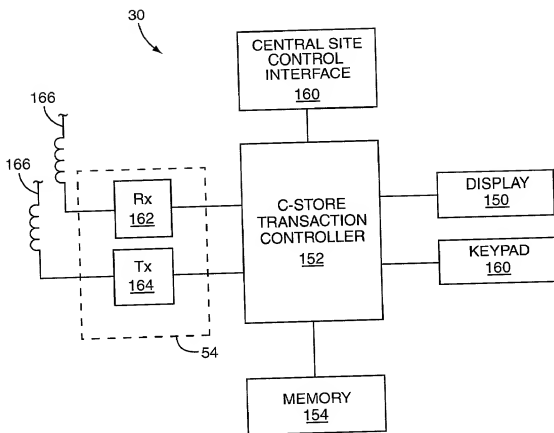 30
CENTRAL SITE
CONTROL
INTERFACE
160
166
166
Rx
162
Tx
164
54
C-STORE
TRANSACTION
CONTROLLER
152
DISPLAY
150
KEYPAD
160
MEMORY
154